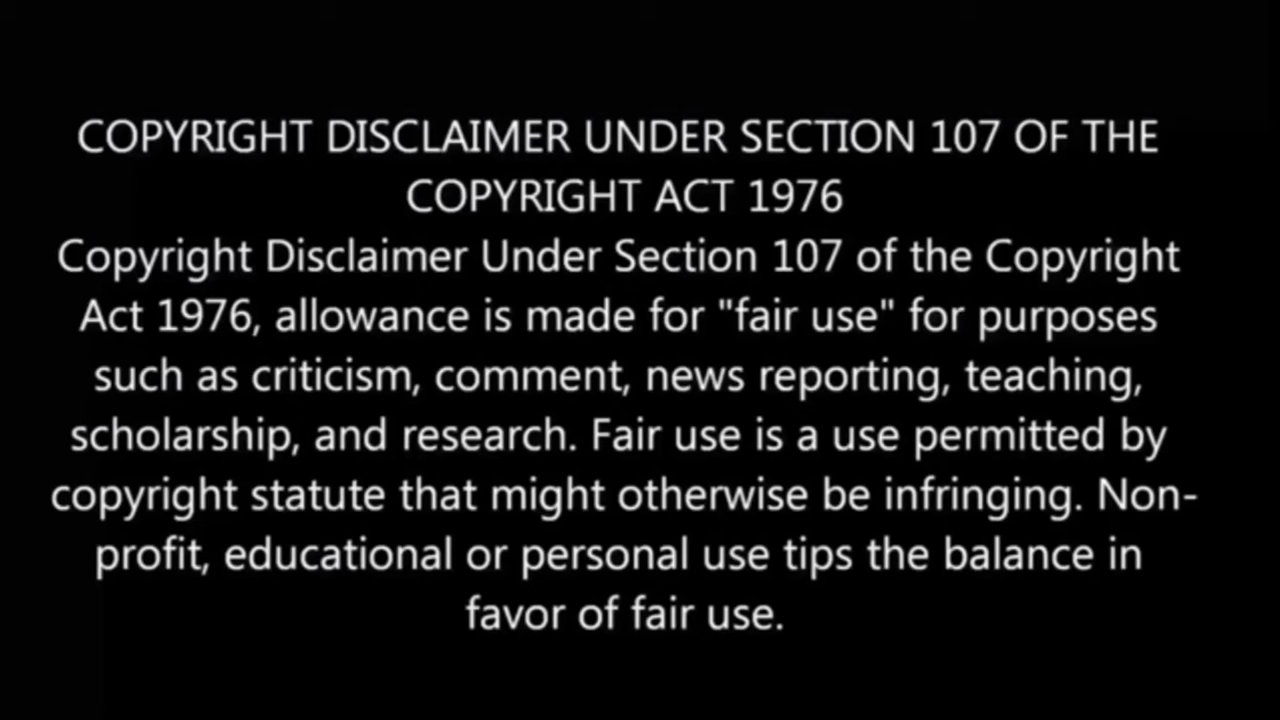 COPYRIGHT DISCLAIMER UNDER SECTION 107 OF THE
COPYRIGHT ACT 1976
Copyright Disclaimer Under Section 107 of the Copyright
Act 1976, allowance is made for "fair use" for purposes
such as criticism, comment, news reporting, teaching,
scholarship, and research. Fair use is a use permitted by
copyright statute that might otherwise be infringing. Non-
profit, educational or personal use tips the balance in
favor of fair use.